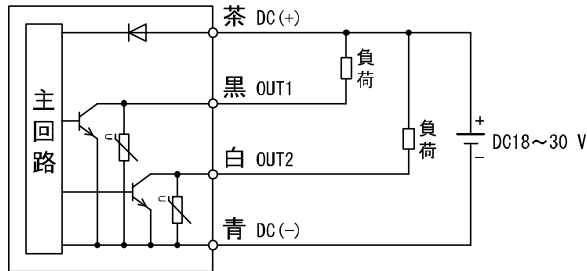 茶 DC(+)
負荷
黒 OUT1
主回路
負荷
+
DC18～30 V
−
白 OUT2
青 DC(−)